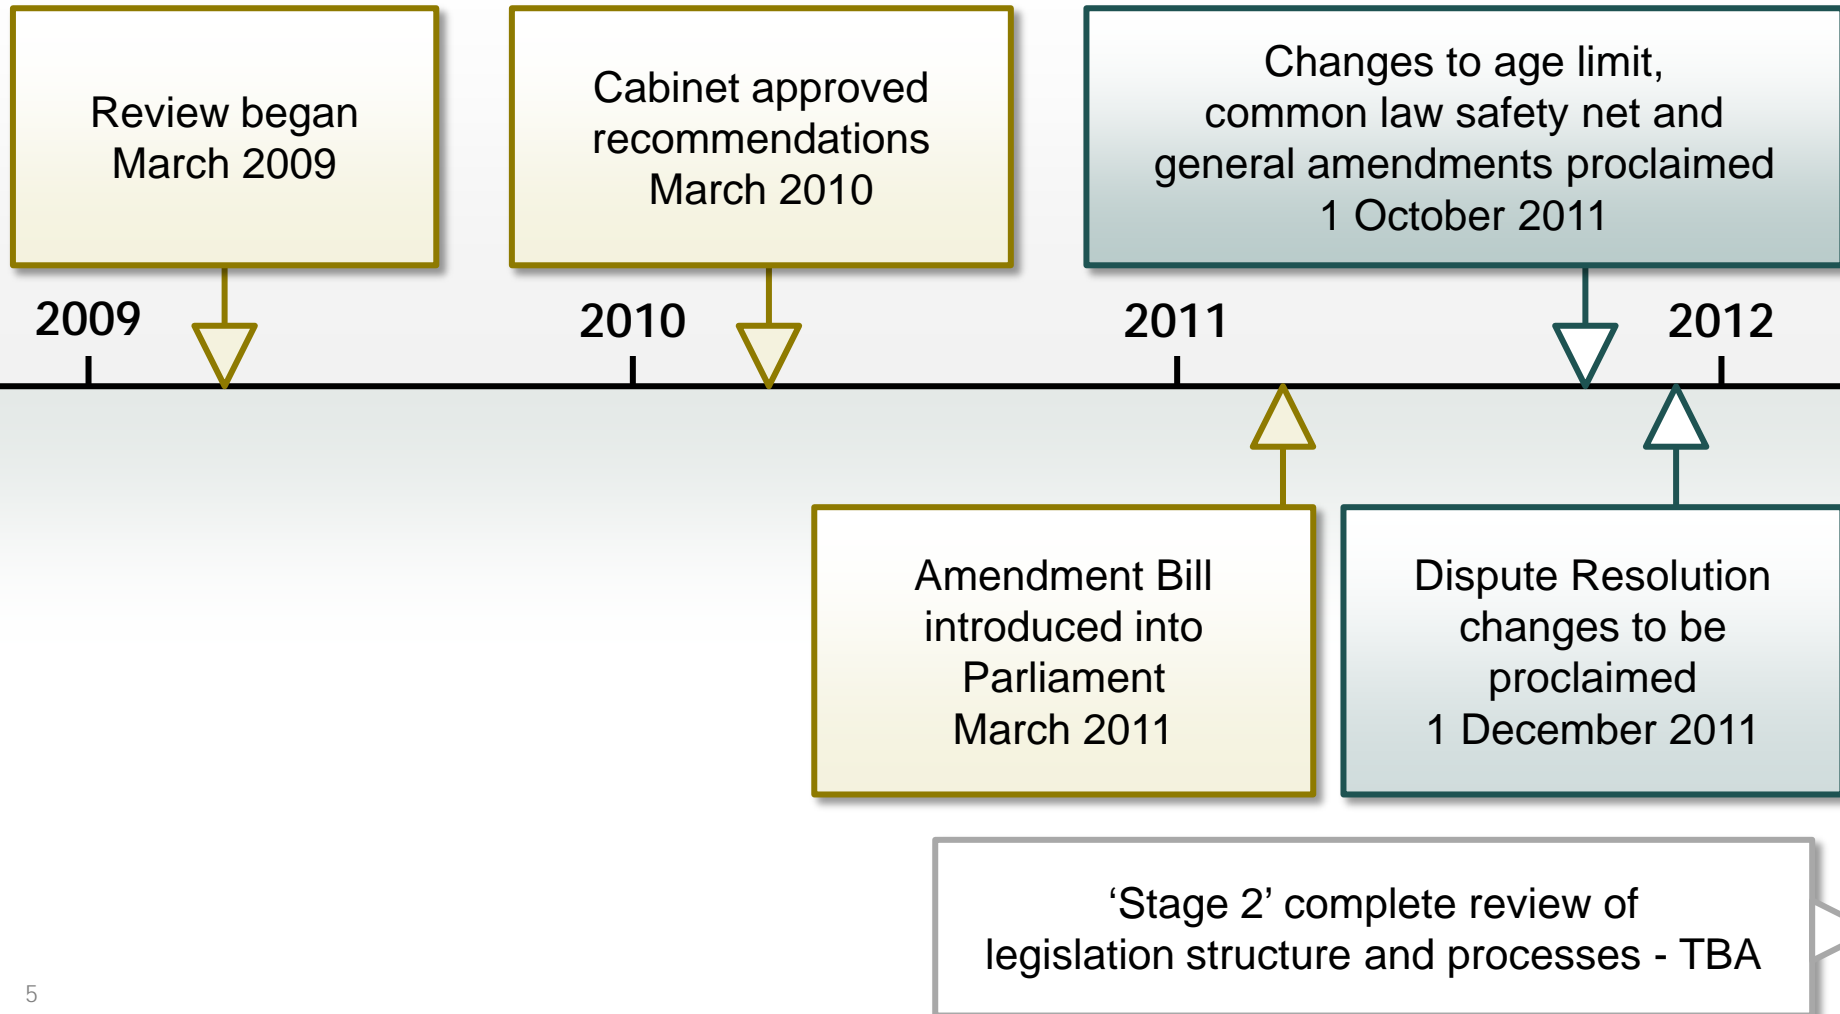 Review began
March 2009
Cabinet approved
recommendations
March 2010
Changes to age limit,
common law safety net and
general amendments proclaimed
1 October 2011
2009
2010
2011
2012
Amendment Bill
introduced into
Parliament
March 2011
Dispute Resolution
changes to be
proclaimed
1 December 2011
‘Stage 2’ complete review of
legislation structure and processes - TBA
5